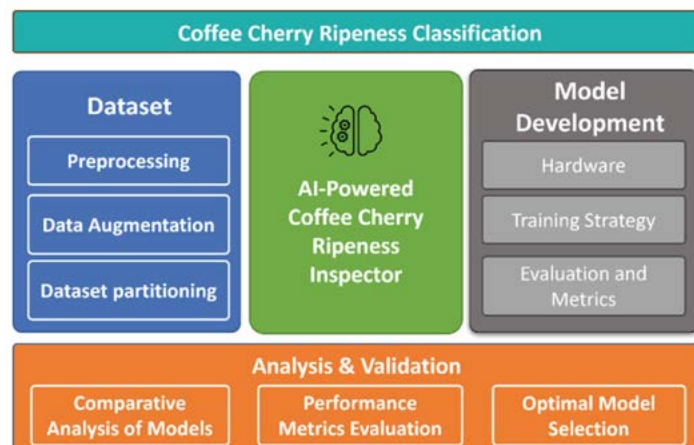 Coffee Cherry Ripeness Classification
Dataset
Preprocessing
Data Augmentation
Dataset partitioning
AI-Powered
Coffee Cherry
Ripeness
Inspector
Model
Development
Hardware
Training Strategy
Evaluation and
Metrics
Analysis & Validation
Comparative
Analysis of Models
Performance
Metrics Evaluation
Optimal Model
Selection